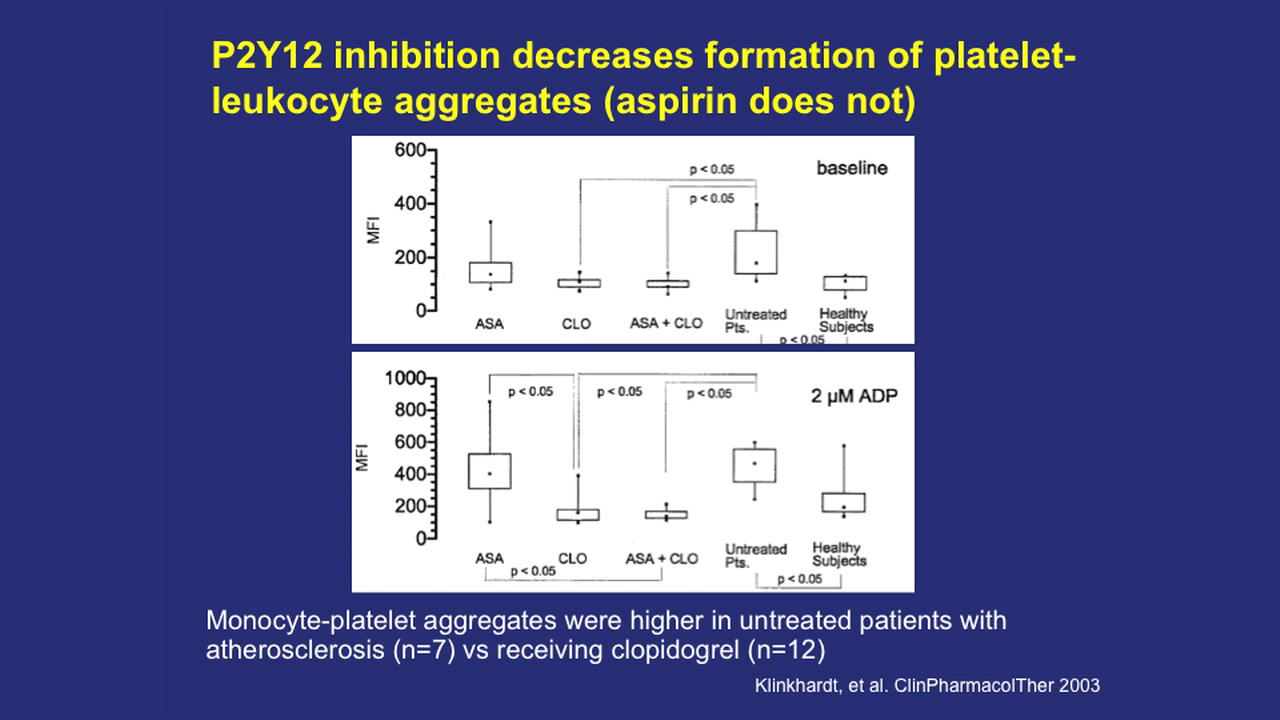 P2Y12 inhibition decreases formation of platelet-
leukocyte aggregates (aspirin does not)
600
400
200
0
MFI
baseline
p < 0.05
p < 0.05
ASA
CLO
ASA + CLO
Untreated
Pts.
Healthy
Subjects
p < 0.05
1000
800
600
400
200
0
MFI
2 µM ADP
p < 0.05
p < 0.05
p < 0.05
ASA
CLO
ASA + CLO
Untreated
Pts.
Healthy
Subjects
p < 0.05
p < 0.05
Monocyte-platelet aggregates were higher in untreated patients with
atherosclerosis (n=7) vs receiving clopidogrel (n=12)
Klinkhardt, et al. ClinPharmacolTher 2003